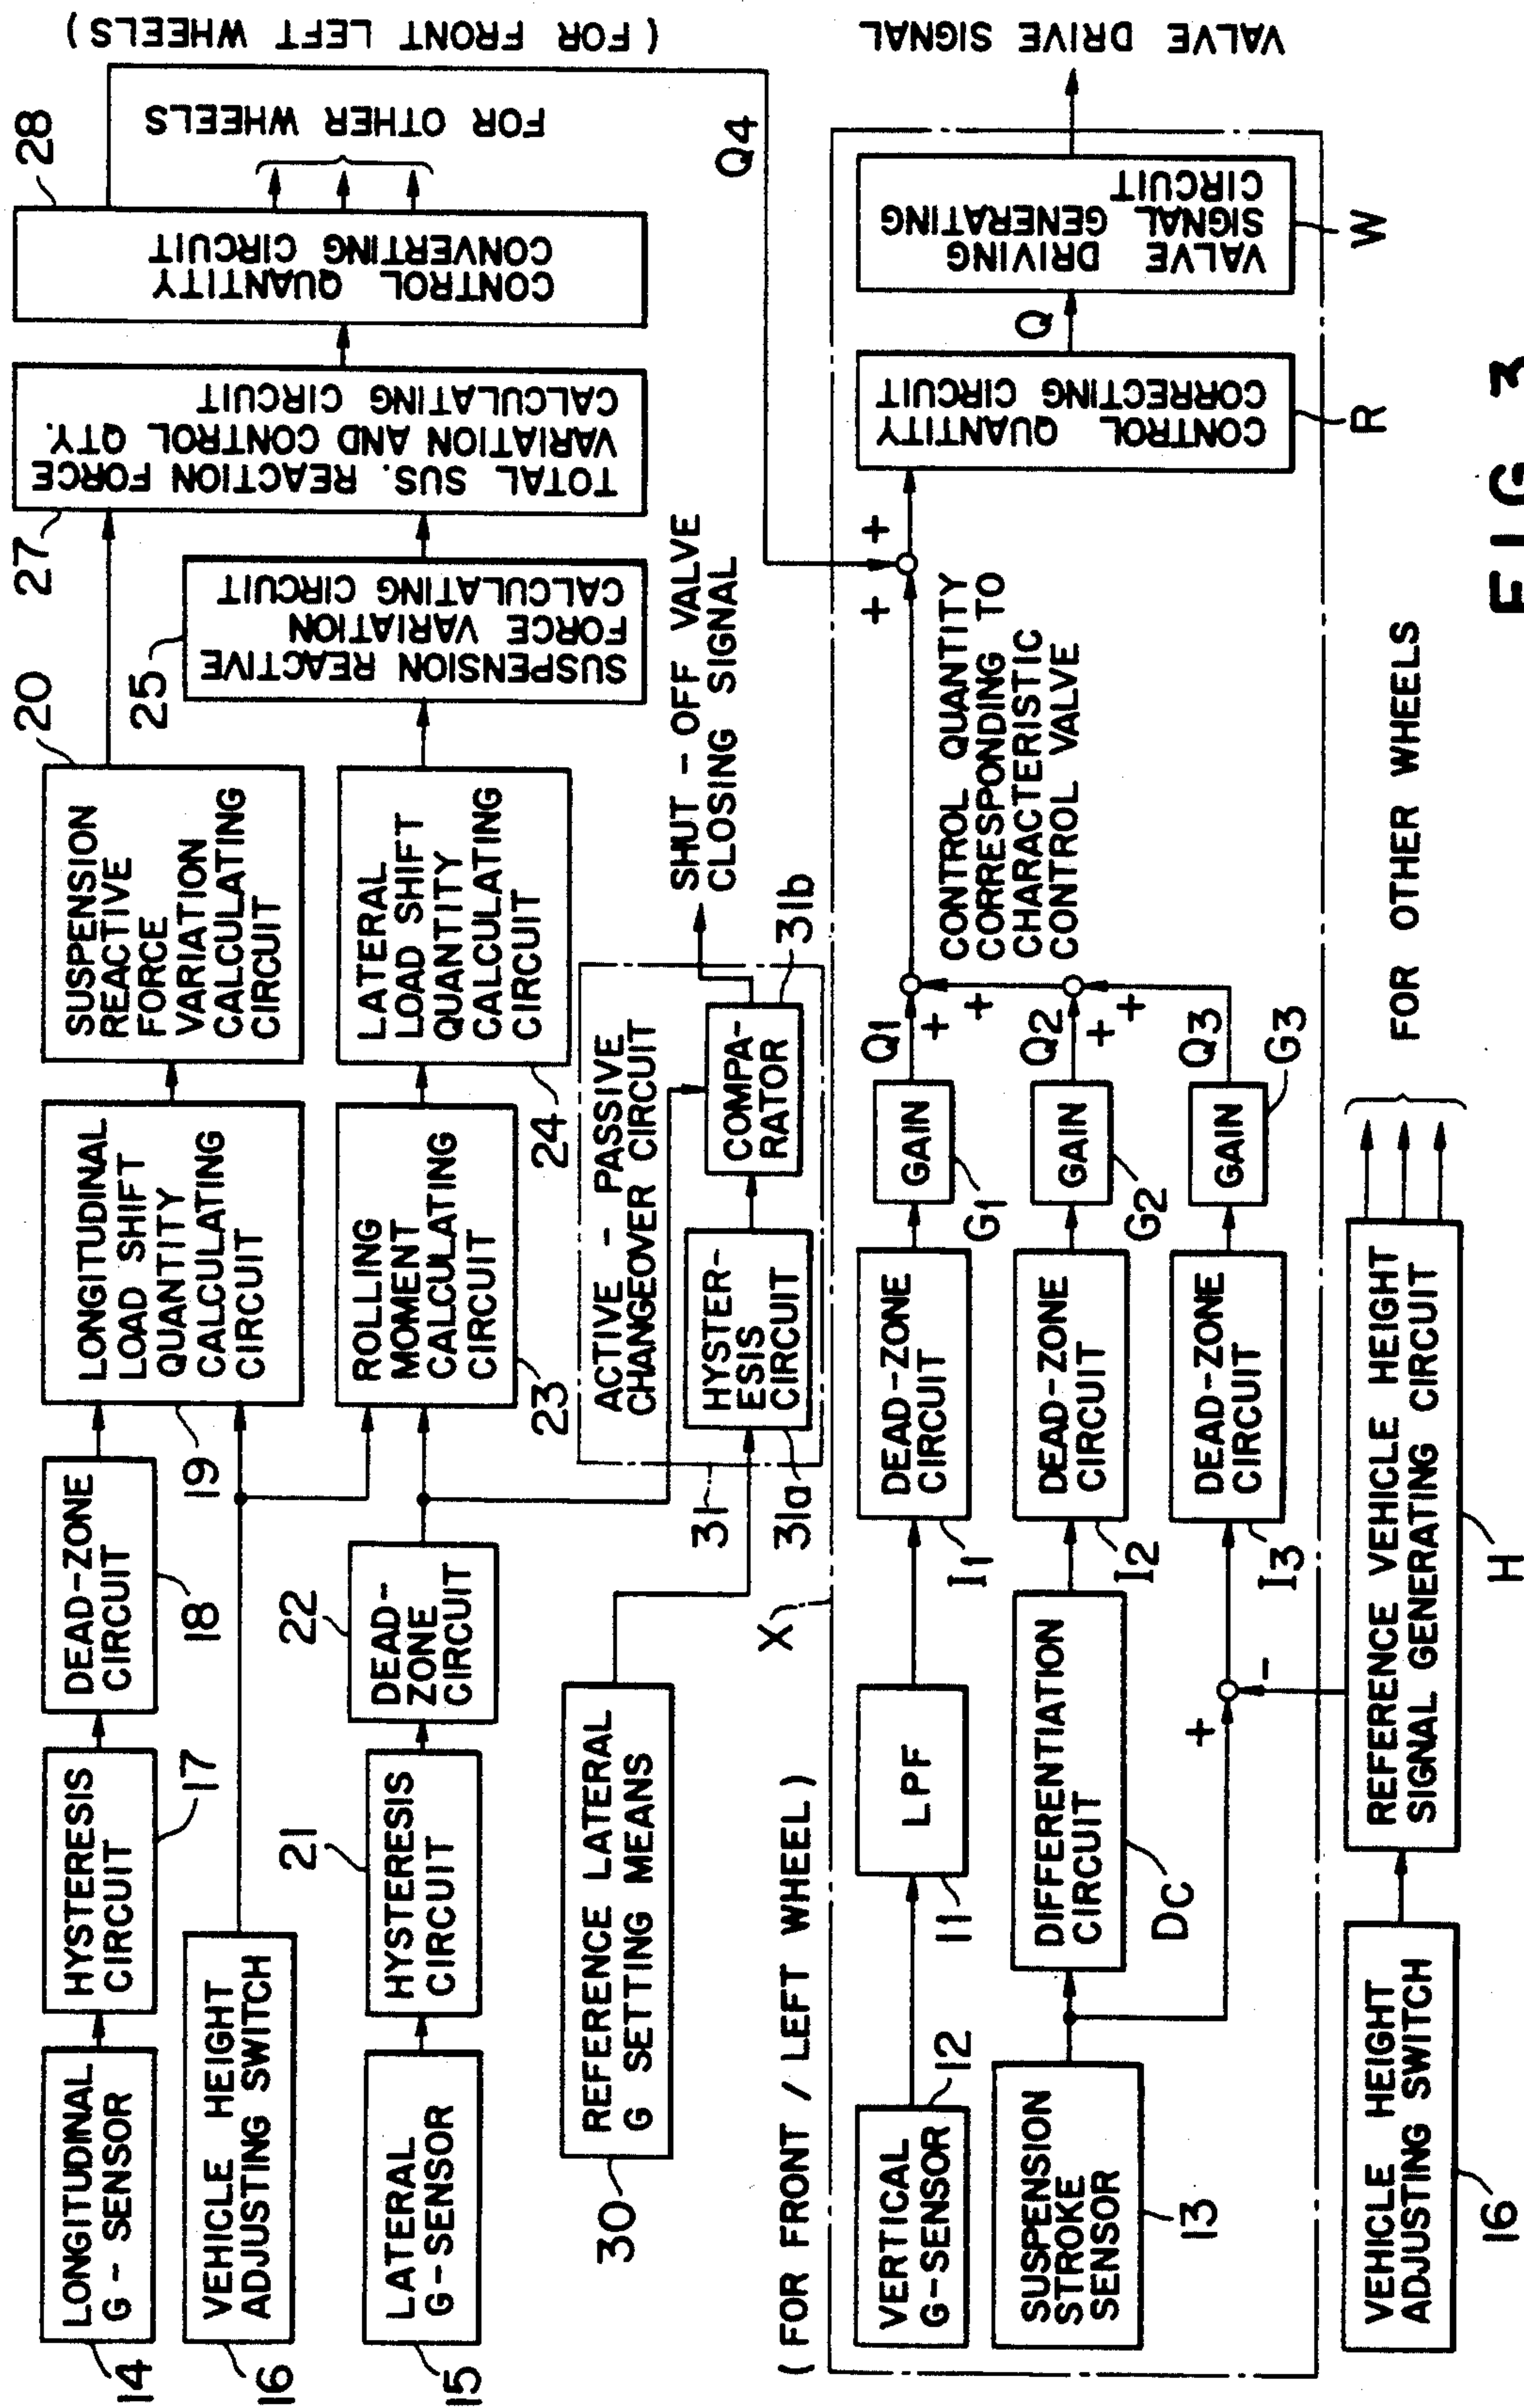 14
LONGITUDINAL
G - SENSOR
HYSTERESIS
CIRCUIT
17
DEAD-ZONE
CIRCUIT
18
LONGITUDINAL
LOAD SHIFT
QUANTITY
CALCULATING
CIRCUIT
19
SUSPENSION
REACTIVE
FORCE
VARIATION
CALCULATING
CIRCUIT
20
16
VEHICLE HEIGHT
ADJUSTING SWITCH
15
LATERAL
G-SENSOR
21
HYSTERESIS
CIRCUIT
22
DEAD-
ZONE
CIRCUIT
ROLLING
MOMENT
CALCULATING
CIRCUIT
23
LATERAL
LOAD SHIFT
QUANTITY
CALCULATING
CIRCUIT
24
25
SUSPENSION REACTIVE
FORCE VARIATION
CALCULATING CIRCUIT
27
TOTAL SUS. REACTION FORCE
VARIATION AND CONTROL QTY.
CALCULATING CIRCUIT
28
CONTROL QUANTITY
CONVERTING CIRCUIT
FOR OTHER WHEELS
(FOR FRONT LEFT WHEELS)
30
REFERENCE LATERAL
G SETTING MEANS
31
ACTIVE - PASSIVE
CHANGEOVER CIRCUIT
HYSTER-
ESIS
CIRCUIT
31a
COMPA-
RATOR
31b
SHUT - OFF VALVE
CLOSING SIGNAL
Q4
(FOR FRONT / LEFT WHEEL)
X
VERTICAL
G-SENSOR
12
LPF
11
DEAD-ZONE
CIRCUIT
I1
GAIN
G1
Q1
+
+
SUSPENSION
STROKE
SENSOR
13
DIFFERENTIATION
CIRCUIT
DC
DEAD-ZONE
CIRCUIT
I2
GAIN
G2
Q2
+
+
+
-
DEAD-ZONE
CIRCUIT
I3
GAIN
G3
Q3
CONTROL QUANTITY
CORRESPONDING TO
CHARACTERISTIC
CONTROL VALVE
+
+
CONTROL QUANTITY
CORRECTING CIRCUIT
R
Q
VALVE DRIVING
SIGNAL GENERATING
CIRCUIT
W
VALVE DRIVE SIGNAL
16
VEHICLE HEIGHT
ADJUSTING SWITCH
REFERENCE VEHICLE HEIGHT
SIGNAL GENERATING CIRCUIT
H
FOR OTHER WHEELS
FIG 3